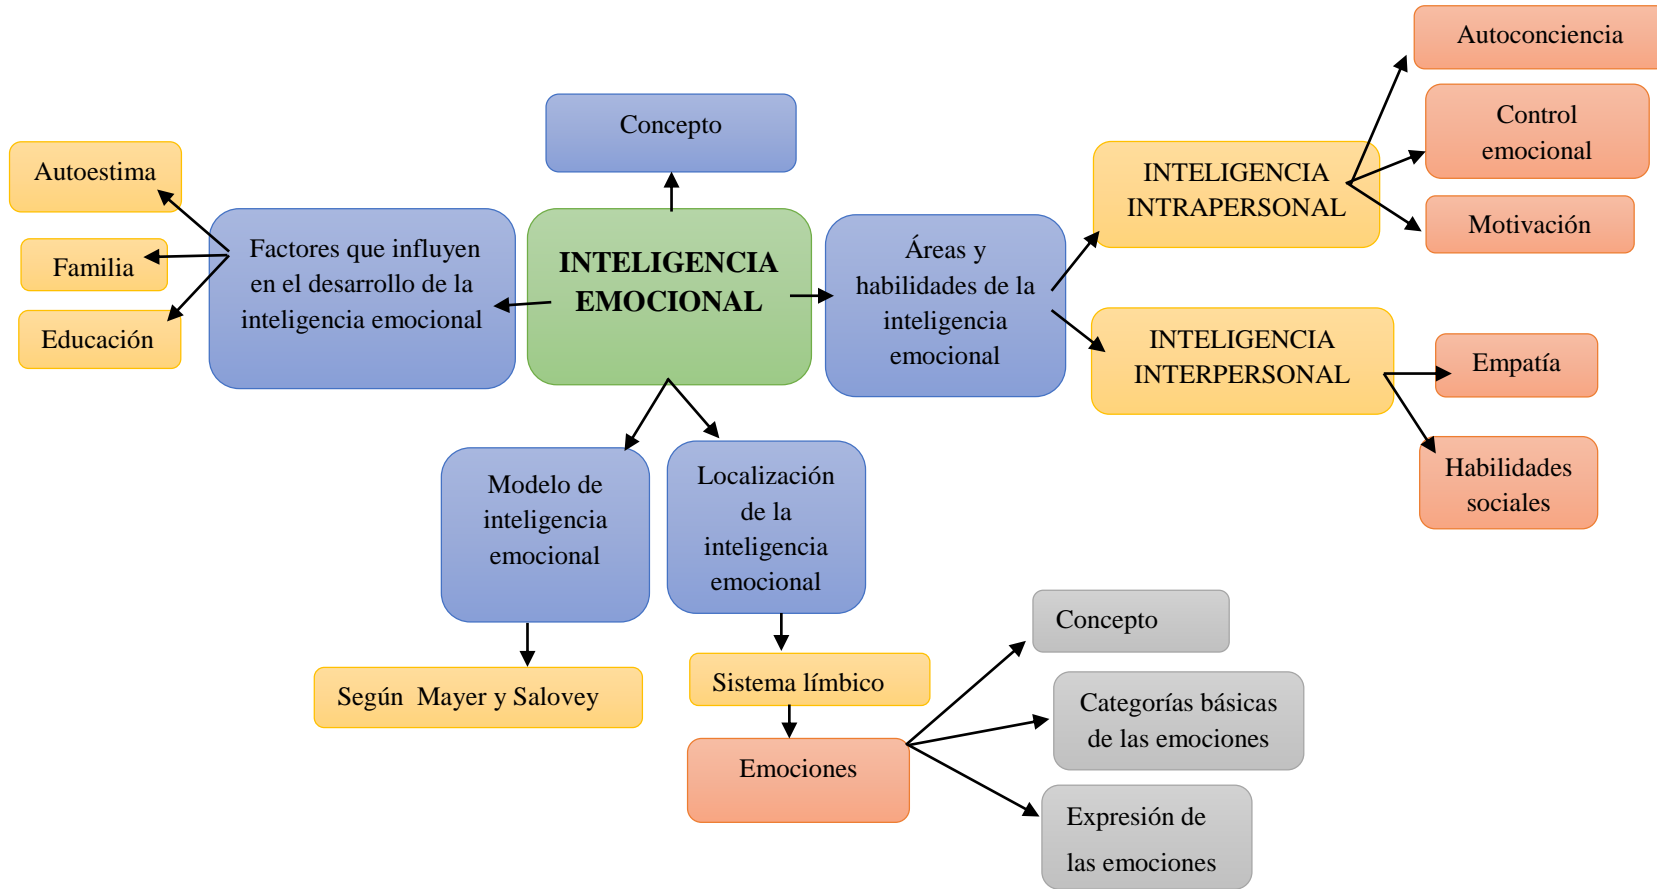 Autoconciencia
Concepto
Control
emocional
Autoestima
INTELIGENCIA
INTRAPERSONAL
Motivación
Factores que influyen
en el desarrollo de la
inteligencia emocional
INTELIGENCIA
EMOCIONAL
Áreas y
habilidades de la
inteligencia
emocional
Familia
Educación
INTELIGENCIA
INTERPERSONAL
Empatía
Habilidades
sociales
Modelo de
inteligencia
emocional
Localización
de la
inteligencia
emocional
Concepto
Según  Mayer y Salovey
Sistema límbico
Categorías básicas
de las emociones
Emociones
Expresión de
las emociones